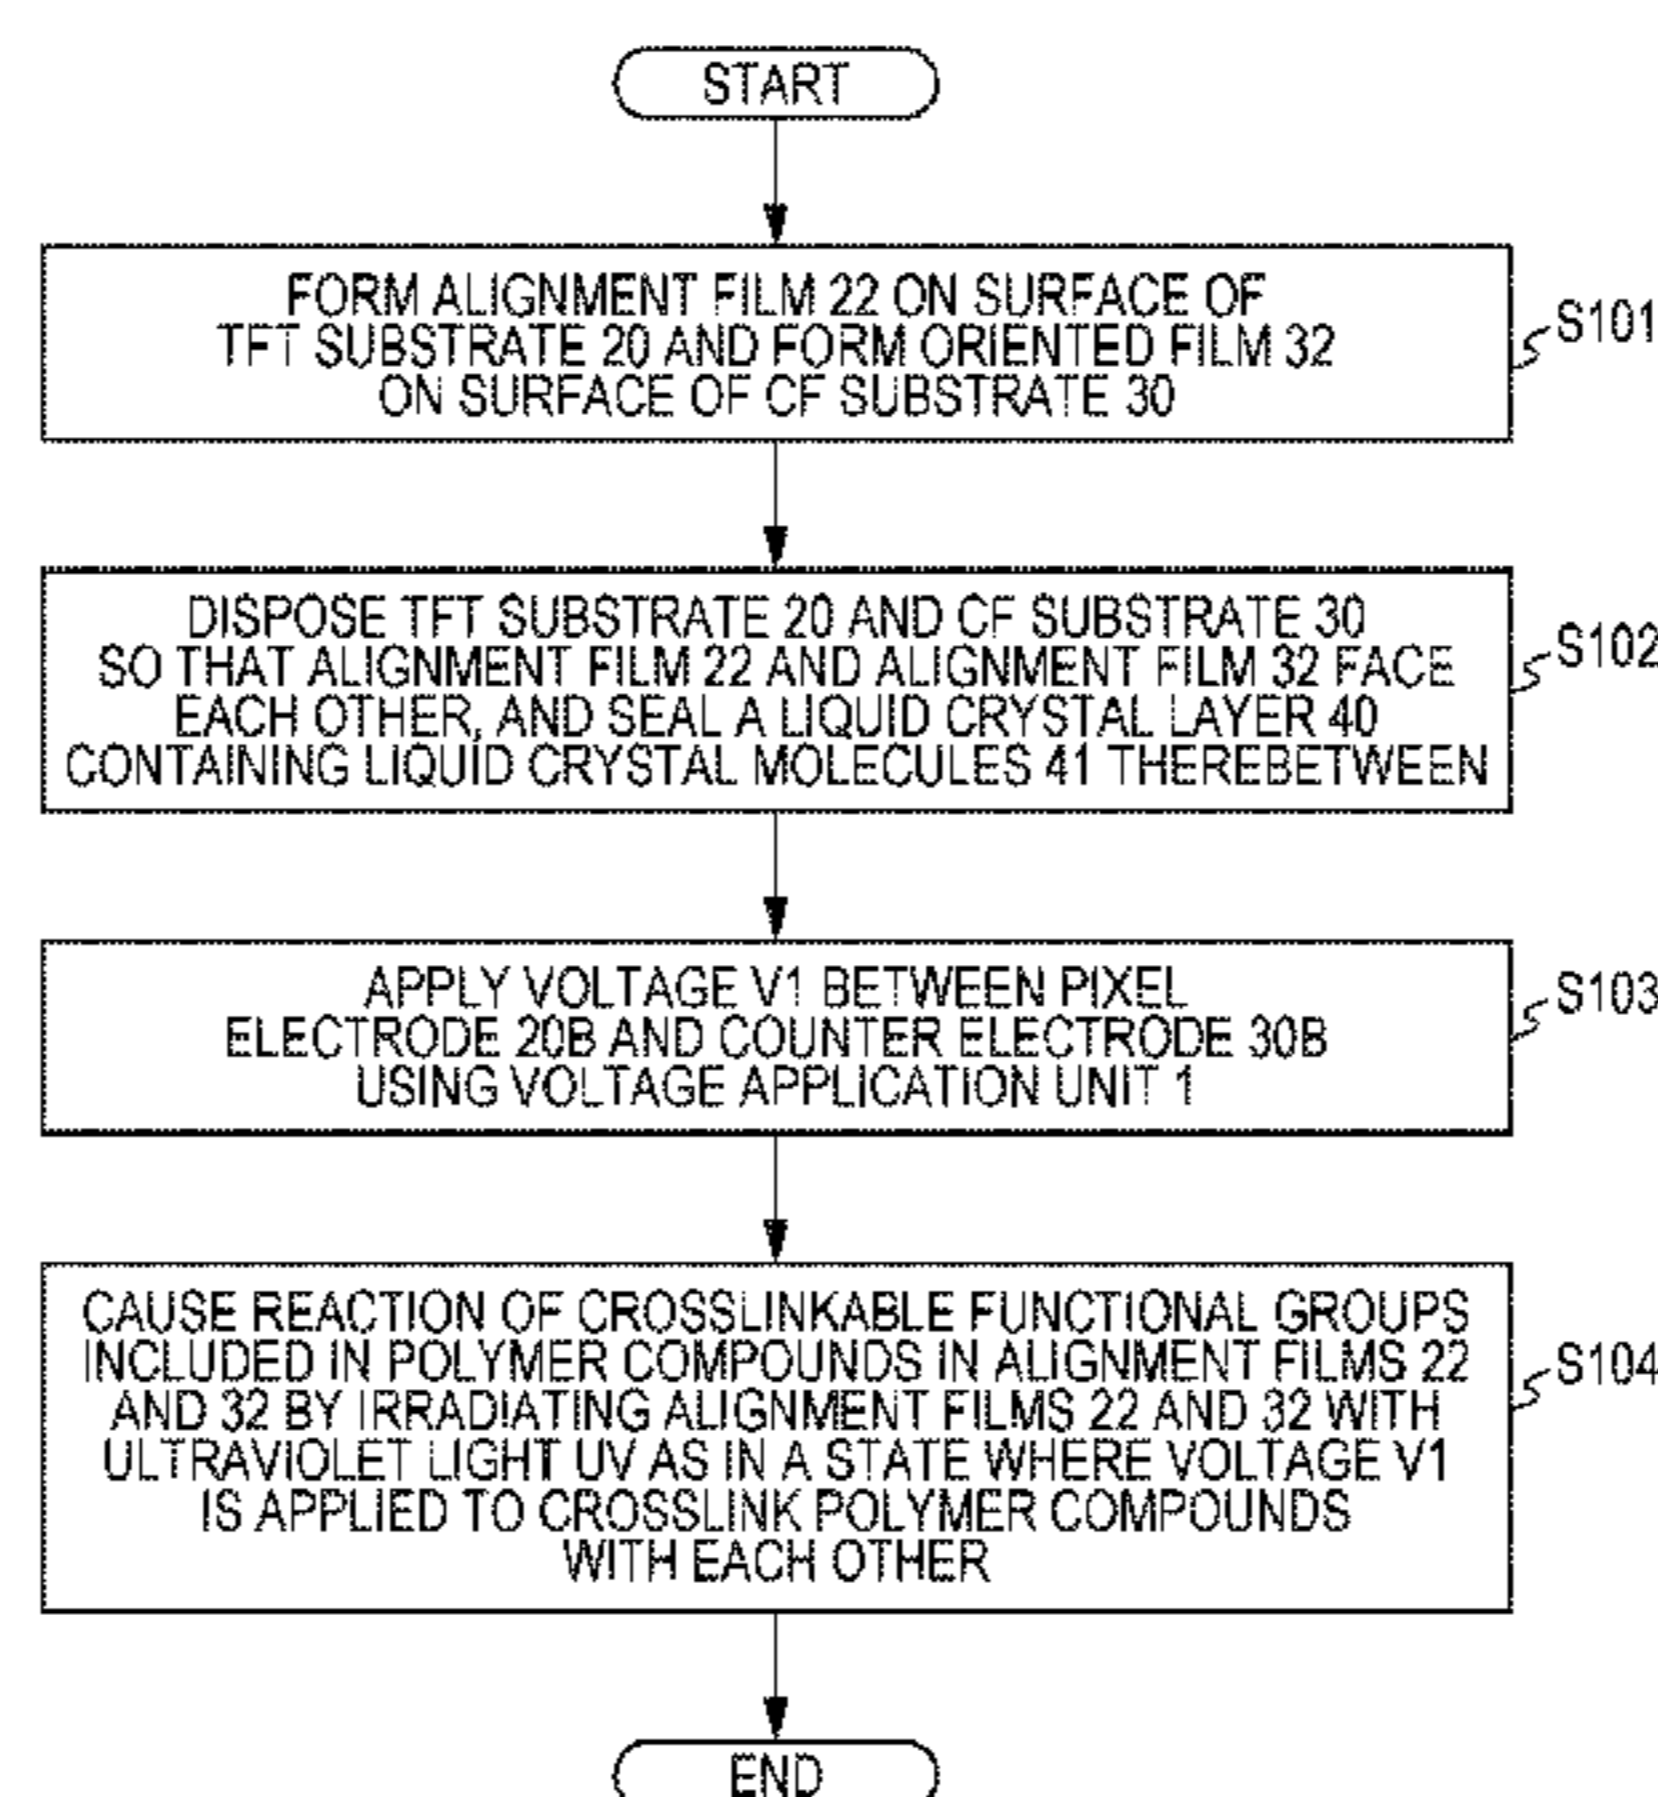 START
FORM ALIGNMENT FILM 22 ON SURFACE OF
TFT SUBSTRATE 20 AND FORM ORIENTED FILM 32
ON SURFACE OF CF SUBSTRATE 30
S101
DISPOSE TFT SUBSTRATE 20 AND CF SUBSTRATE 30
SO THAT ALIGNMENT FILM 22 AND ALIGNMENT FILM 32 FACE
EACH OTHER, AND SEAL A LIQUID CRYSTAL LAYER 40
CONTAINING LIQUID CRYSTAL MOLECULES 41 THEREBETWEEN
S102
APPLY VOLTAGE V1 BETWEEN PIXEL
ELECTRODE 20B AND COUNTER ELECTRODE 30B
USING VOLTAGE APPLICATION UNIT 1
S103
CAUSE REACTION OF CROSSLINKABLE FUNCTIONAL GROUPS
INCLUDED IN POLYMER COMPOUNDS IN ALIGNMENT FILMS 22
AND 32 BY IRRADIATING ALIGNMENT FILMS 22 AND 32 WITH
ULTRAVIOLET LIGHT UV AS IN A STATE WHERE VOLTAGE V1
IS APPLIED TO CROSSLINK POLYMER COMPOUNDS
WITH EACH OTHER
S104
END